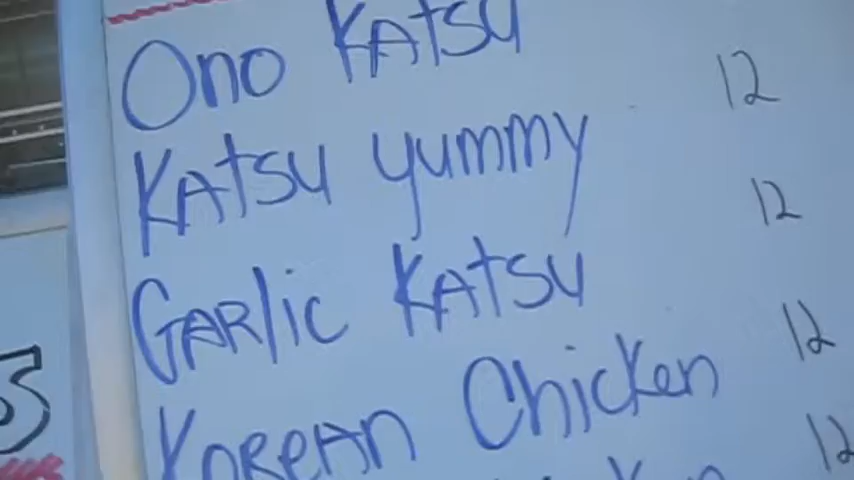 Ono Katsu 12
Katsu yummy 12
Garlic Katsu 12
Korean Chicken 12